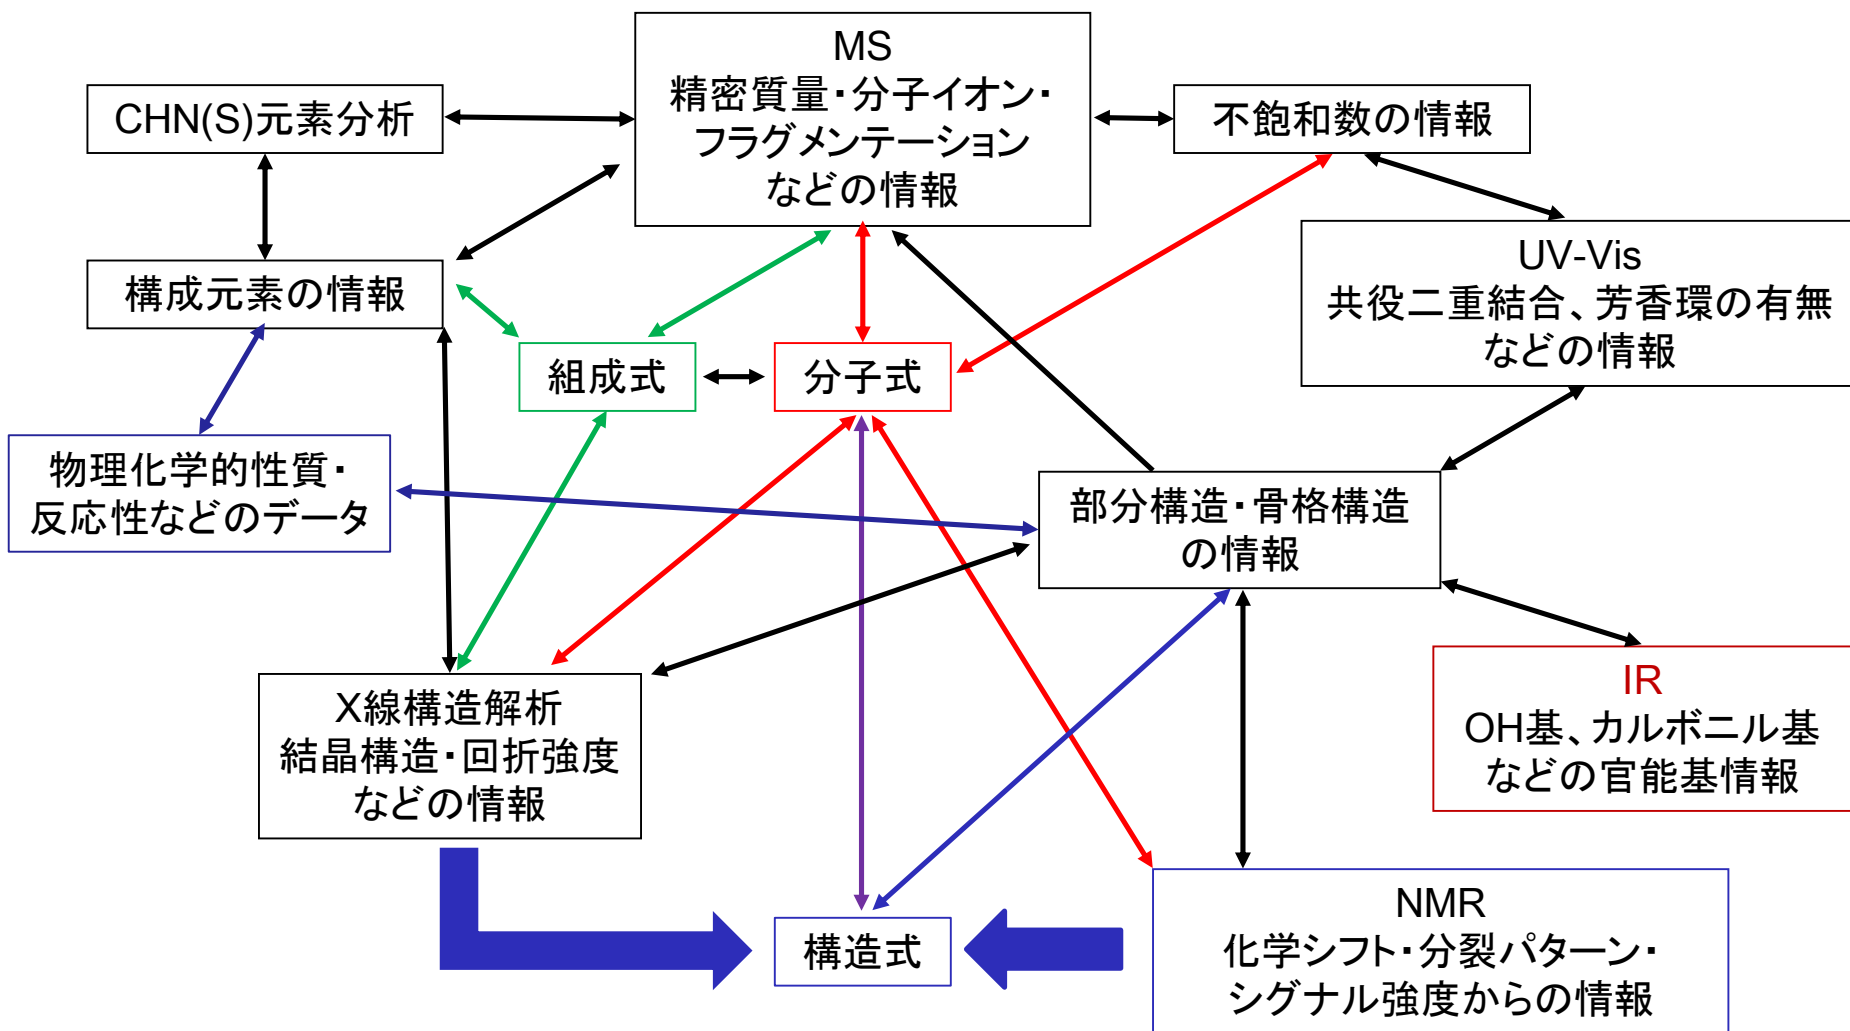 MS
精密質量・分子イオン・
フラグメンテーション
などの情報
CHN(S)元素分析
不飽和数の情報
構成元素の情報
UV-Vis
共役二重結合、芳香環の有無
などの情報
組成式
分子式
物理化学的性質・
反応性などのデータ
部分構造・骨格構造
の情報
X線構造解析
結晶構造・回折強度
などの情報
IR
OH基、カルボニル基
などの官能基情報
構造式
NMR
化学シフト・分裂パターン・
シグナル強度からの情報